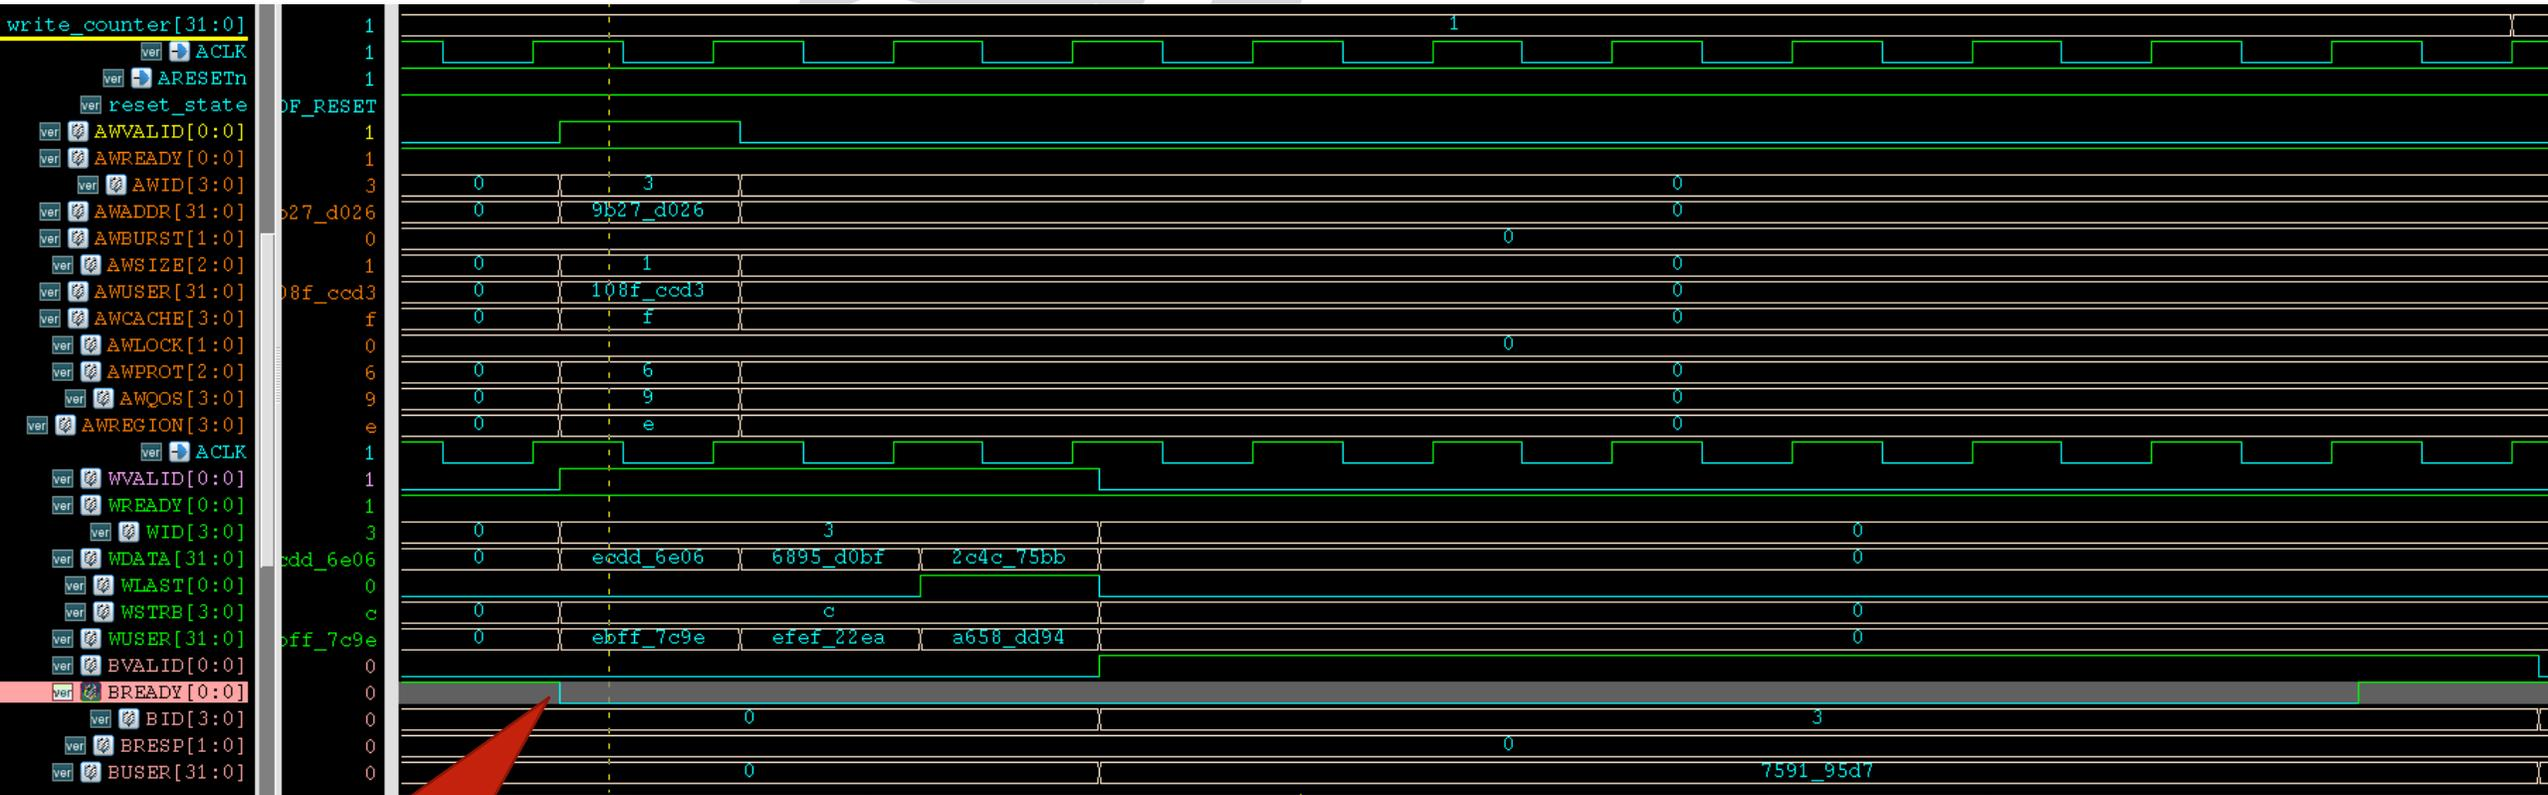 write_counter[31:0] 1 1
ver ACLK 1
ver ARESETn 1
ver reset_state OF_RESET
ver AWVALID[0:0] 1
ver AWREADY[0:0] 1
ver AWID[3:0] 3 0 3 0
ver AWADDR[31:0] b27_d026 0 9b27_d026 0
ver AWBURST[1:0] 0 0
ver AWSIZE[2:0] 1 0 1 0
ver AWUSER[31:0] 08f_ccd3 0 108f_ccd3 0
ver AWCACHE[3:0] f 0 f 0
ver AWLOCK[1:0] 0 0
ver AWPROT[2:0] 6 0 6 0
ver AWQOS[3:0] 9 0 9 0
ver AWREGION[3:0] e 0 e 0
ver ACLK 1
ver WVALID[0:0] 1
ver WREADY[0:0] 1
ver WID[3:0] 3 0 3 0
ver WDATA[31:0] cdd_6e06 0 ecdd_6e06 6895_d0bf 2c4c_75bb 0
ver WLAST[0:0] 0
ver WSTRB[3:0] c 0 c 0
ver WUSER[31:0] bff_7c9e 0 ebff_7c9e efef_22ea a658_dd94 0
ver BVALID[0:0] 0
ver BREADY[0:0] 0
ver BID[3:0] 0 0 3
ver BRESP[1:0] 0 0
ver BUSER[31:0] 0 0 7591_95d7